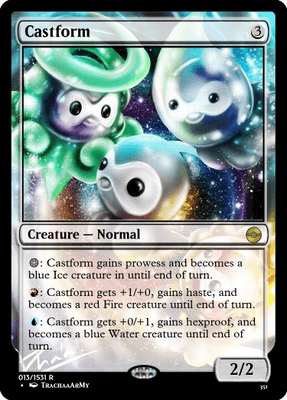 Castform 3
Creature — Normal
: Castform gains prowess and becomes a
blue Ice creature in until end of turn.
: Castform gets +1/+0, gains haste, and
becomes a red Fire creature until end of turn.
: Castform gets +0/+1, gains hexproof, and
becomes a blue Water creature until end of turn.
2/2
013/1531 R
• TRACHAAARMY
351